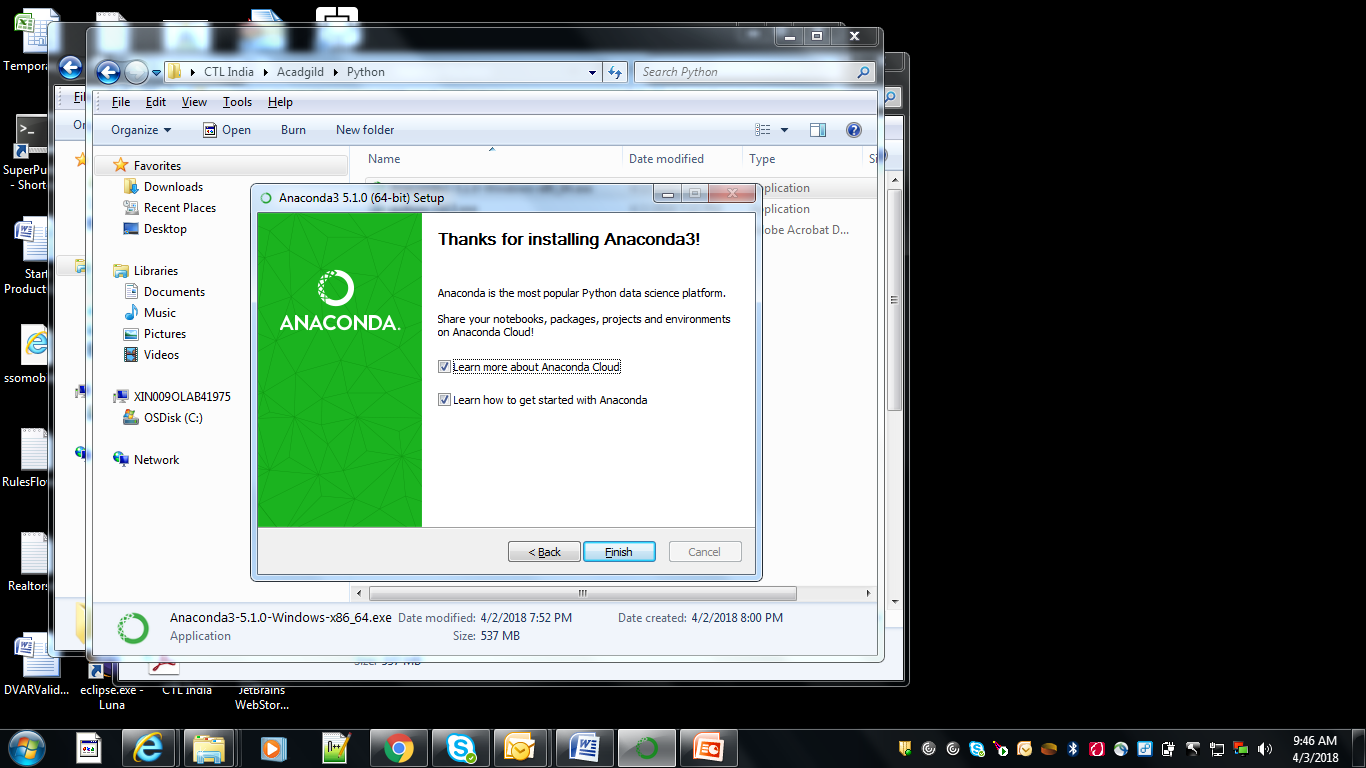 Tempora
CTL India
Acadgild
Python
Search Python
File
Edit
View
Tools
Help
Organize
Open
Burn
New folder
Name
Date modified
Type
Favorites
Downloads
Recent Places
Desktop
Libraries
Documents
Music
Pictures
Videos
XIN009OLAB41975
OSDisk (C:)
Network
pplication
pplication
obe Acrobat D...
Anaconda3 5.1.0 (64-bit) Setup
ANACONDA.
Thanks for installing Anaconda3!
Anaconda is the most popular Python data science platform.
Share your notebooks, packages, projects and environments
on Anaconda Cloud!
Learn more about Anaconda Cloud
Learn how to get started with Anaconda
< Back
Finish
Cancel
Anaconda3-5.1.0-Windows-x86_64.exe
Date modified: 4/2/2018 7:52 PM
Date created: 4/2/2018 8:00 PM
Application
Size: 537 MB
SuperPu
- Short
Start
Product
ssomob
RulesFlo
Realtors
DVARValid...
eclipse.exe -
Luna
CTL India
JetBrains
WebStor...
9:46 AM
4/3/2018